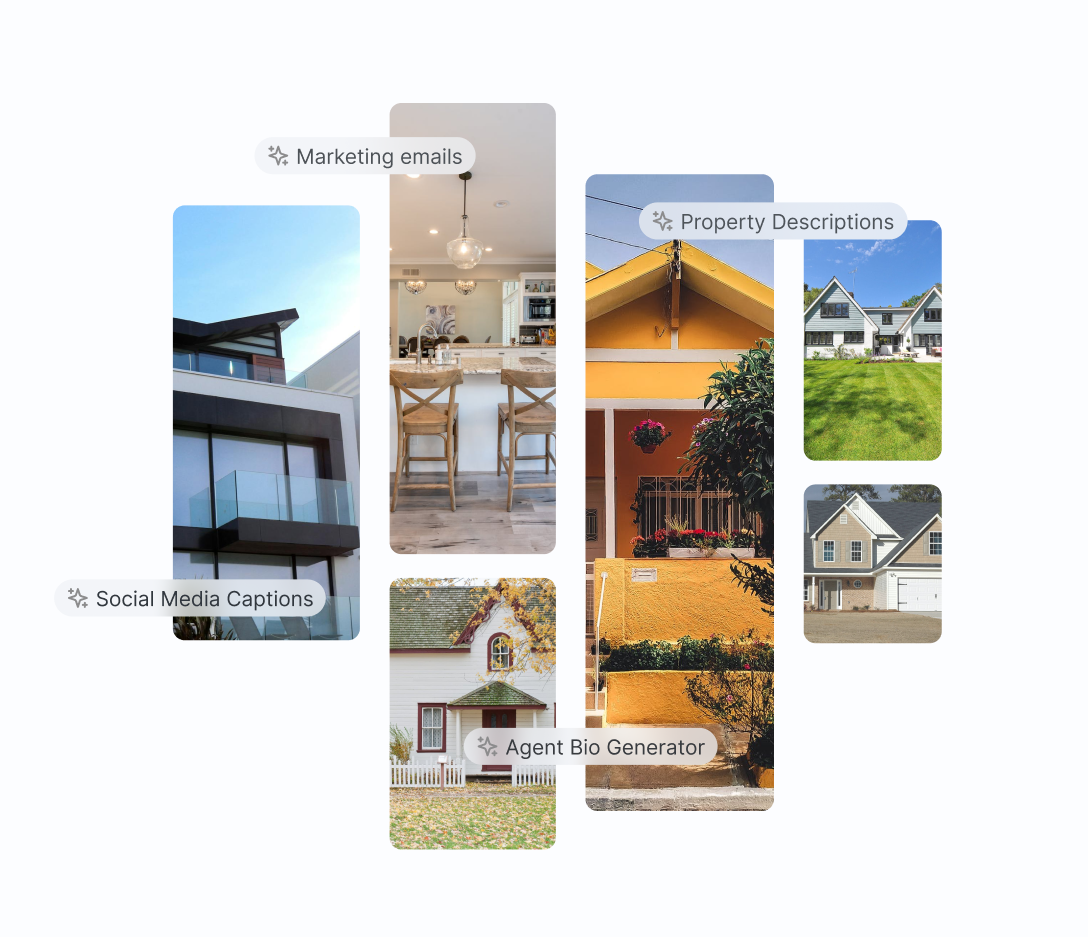 Marketing emails
Property Descriptions
Social Media Captions
Agent Bio Generator